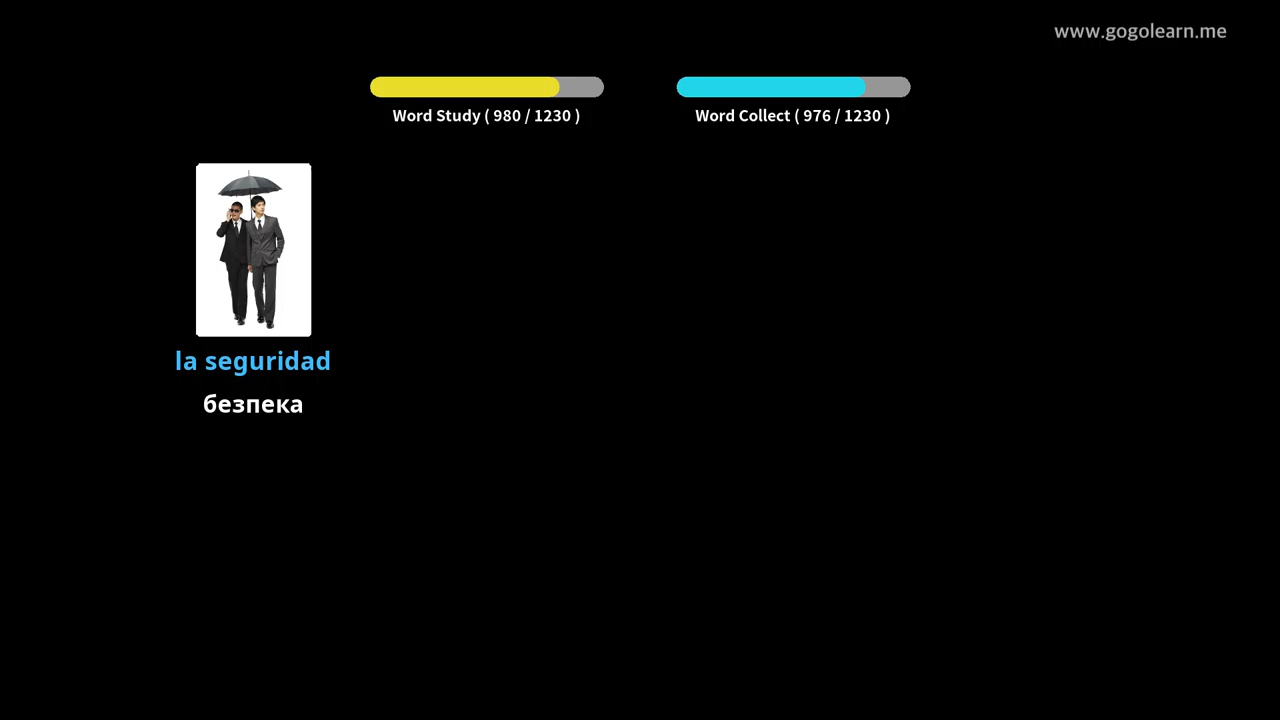 www.gogolearn.me
Word Study ( 980 / 1230 )
Word Collect ( 976 / 1230 )
la seguridad
безпека